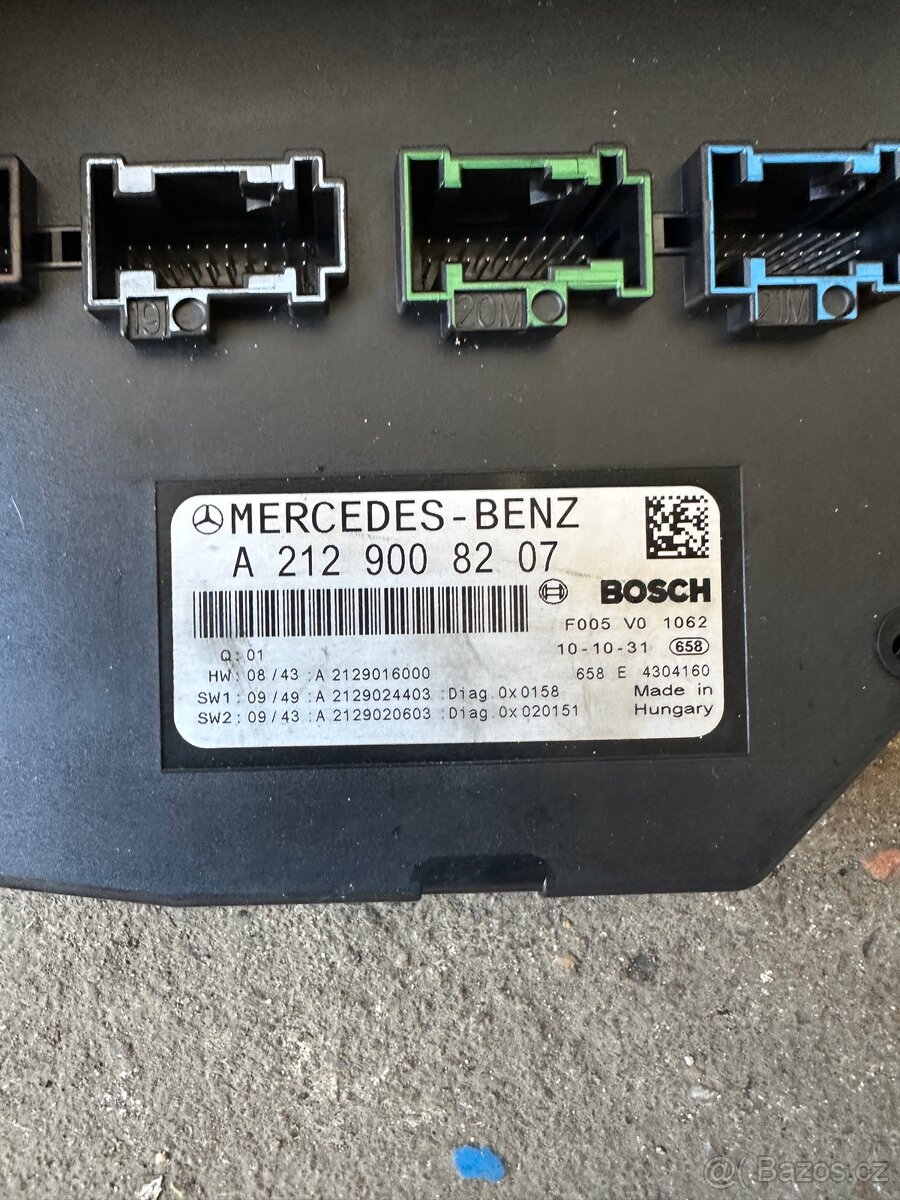 19
20M
21M
MERCEDES-BENZ
A 212 900 8207
BOSCH
F005 V0 1062
Q: 01
10-10-31 658
HW: 08/43 :A 2129016000
658 E 4304160
SW1: 09/49 :A 2129024403 :Diag.0x0158
Made in
SW2: 09/43 :A 2129020603 :Diag.0x020151
Hungary
@ Bazos.cz